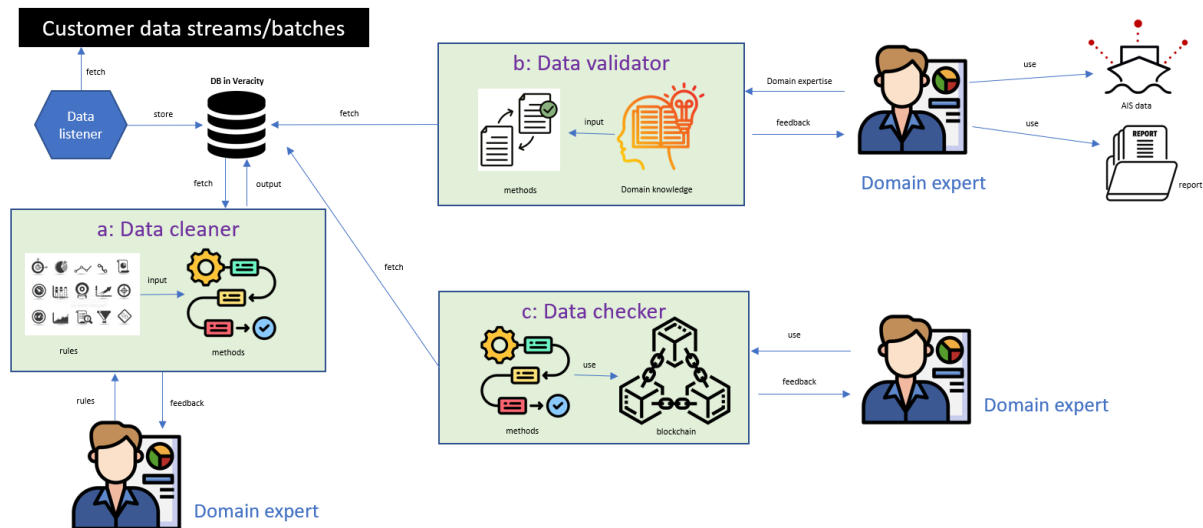 Customer data streams/batches
fetch
Data
listener
store
DB in Veracity
fetch
output
a: Data cleaner
input
rules
methods
rules
feedback
Domain expert
fetch
b: Data validator
input
methods
Domain knowledge
Domain expertise
feedback
Domain expert
use
use
AIS data
REPORT
report
fetch
c: Data checker
use
methods
blockchain
use
feedback
Domain expert